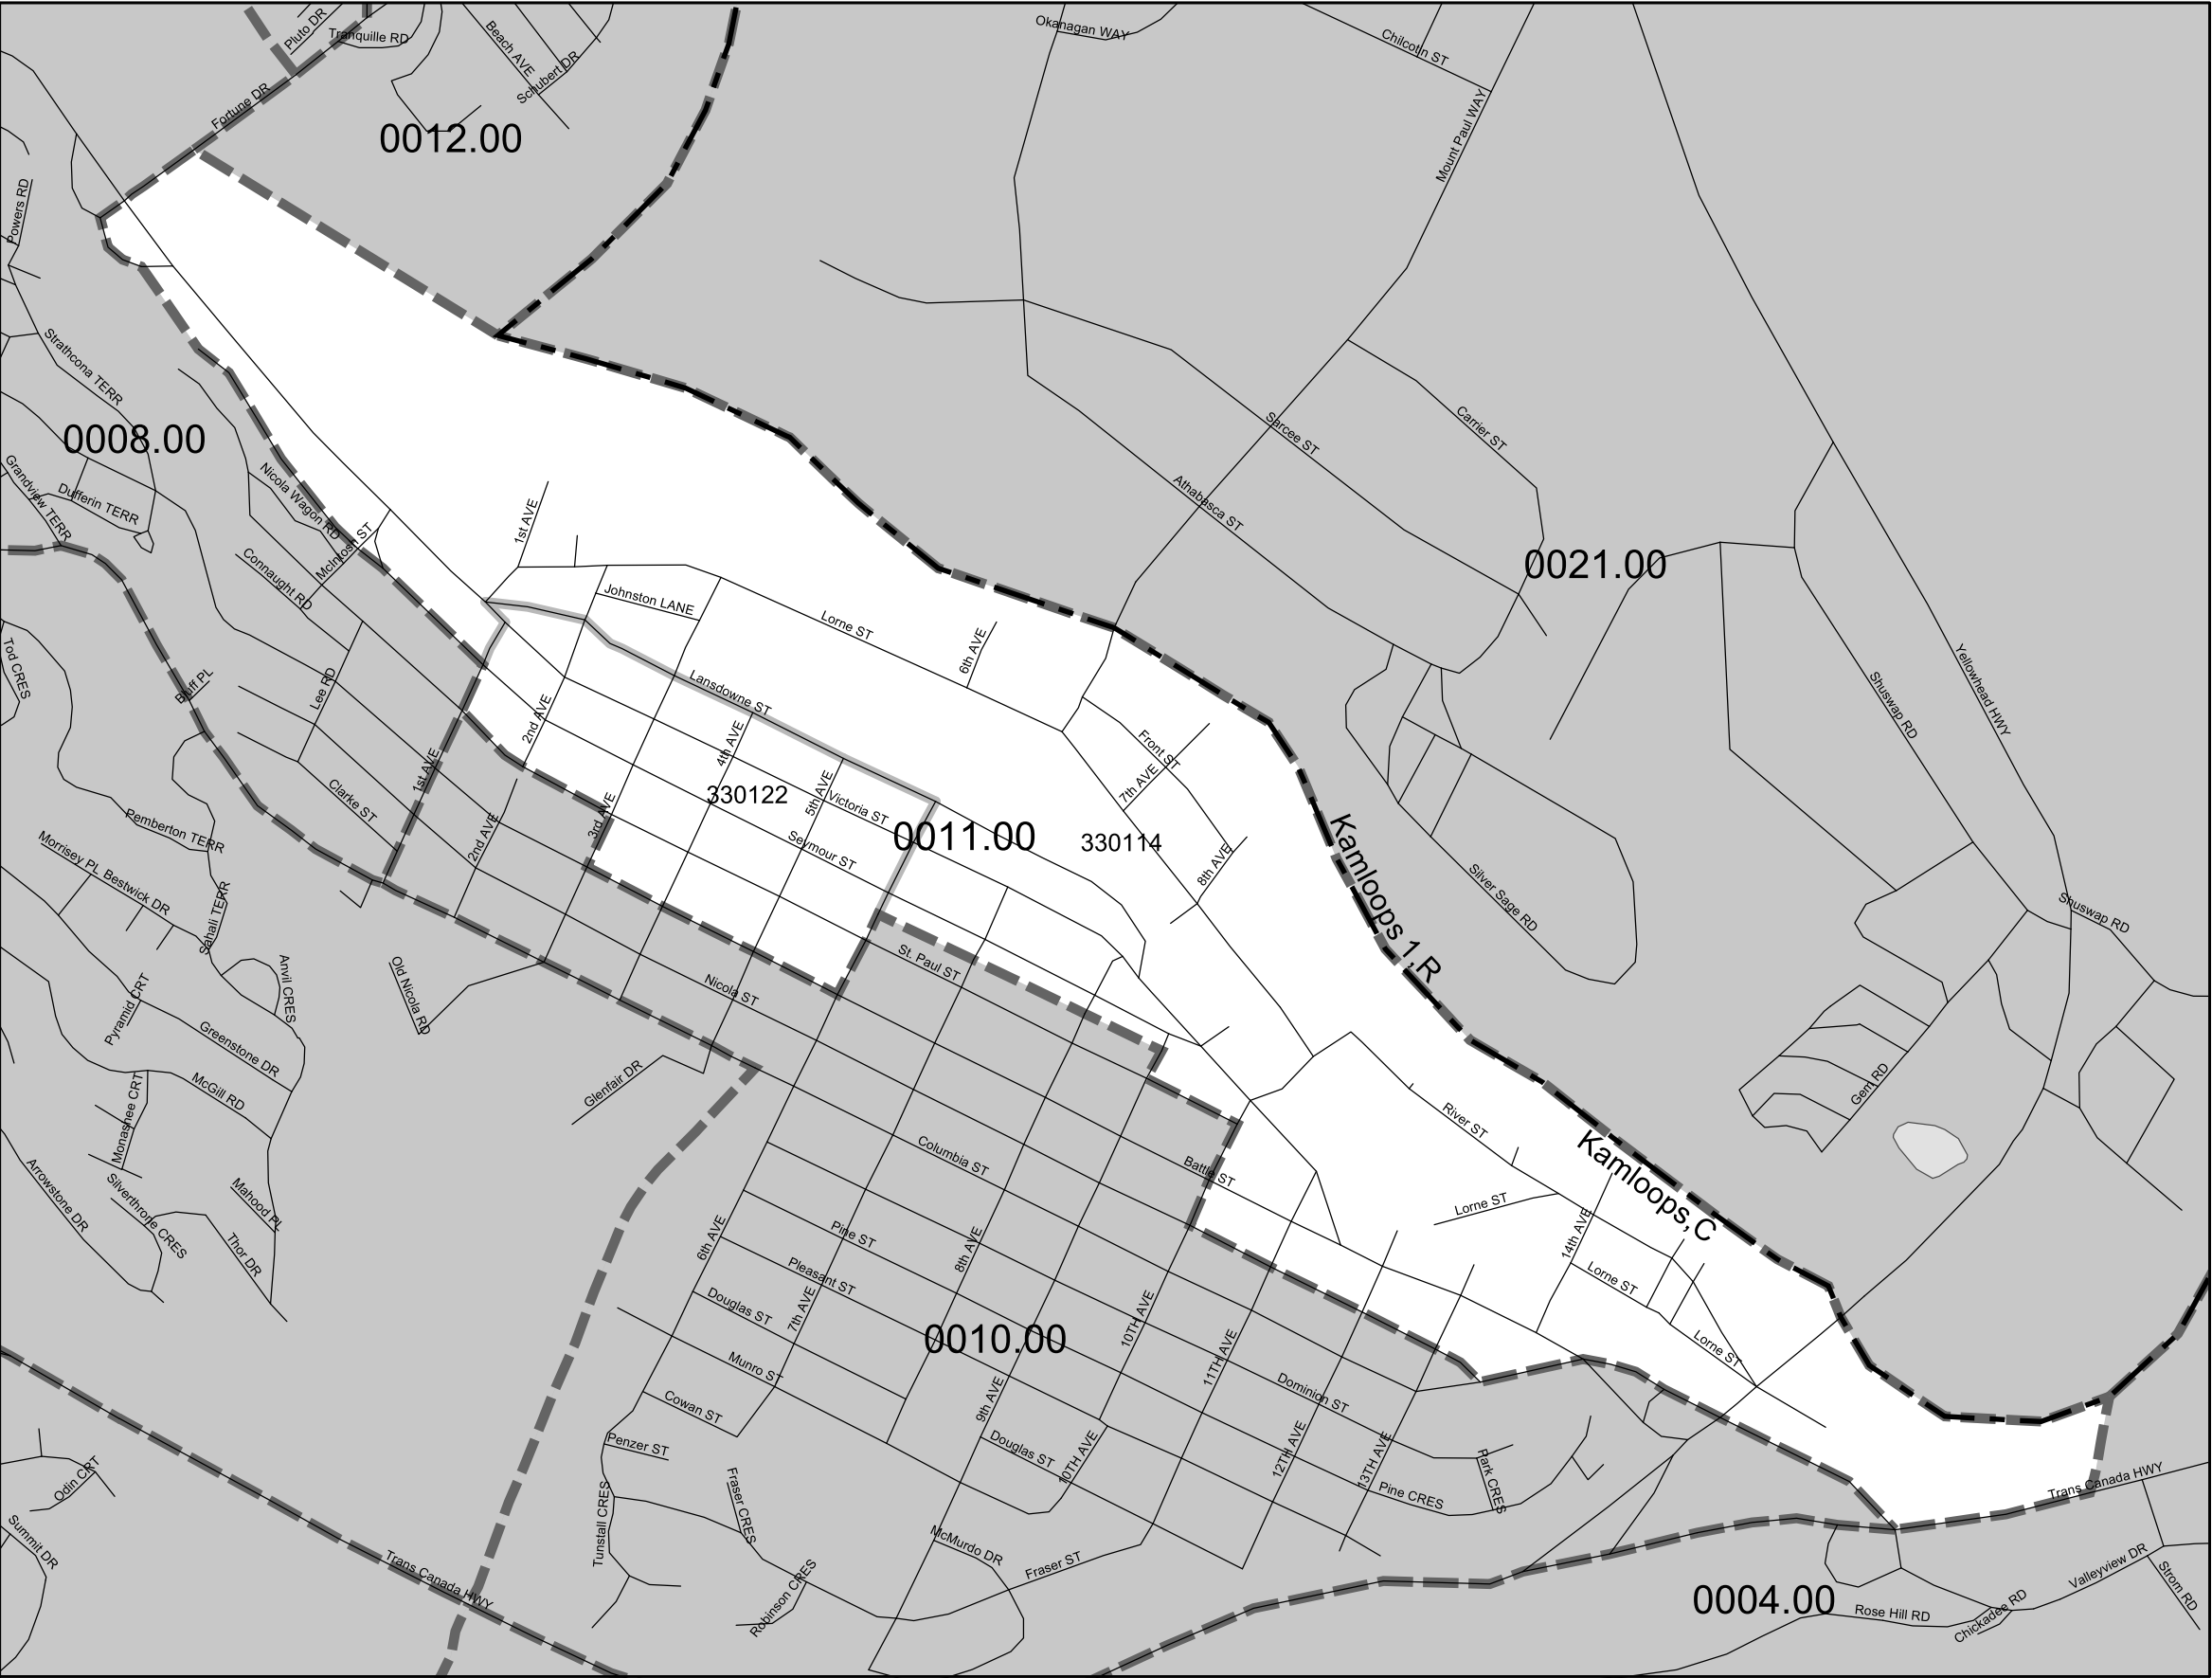 Pluto DR
Tranquille RD
Beach AVE
Schubert DR
Okanagan WAY
Chilcotin ST
Fortune DR
0012.00
Mount Paul WAY
Powers RD
Strathcona TERR
0008.00
Grandview TERR
Dufferin TERR
Nicola Wagon RD
McIntosh ST
Connaught RD
1st AVE
Johnston LANE
Lorne ST
6th AVE
Sarcee ST
Carrier ST
Athabasca ST
0021.00
Yellowhead HWY
Shuswap RD
Tod CRES
Bluff PL
Lee RD
Lansdowne ST
2nd AVE
4th AVE
1st AVE
Clarke ST
330122
5th AVE
Victoria ST
Seymour ST
3rd AVE
2nd AVE
0011.00
330114
Front ST
7th AVE
8th AVE
Kamloops 1,R
Silver Sage RD
Shuswap RD
Pemberton TERR
Morrisey PL
Bestwick DR
Sahali TERR
Anvil CRES
Old Nicola RD
St. Paul ST
Nicola ST
Pyramid CRT
Greenstone DR
McGill RD
Monashee CRT
Glenfair DR
Gem RD
River ST
Kamloops,C
Columbia ST
Battle ST
Arrowstone DR
Silverthrone CRES
Mahood PL
Thor DR
6th AVE
Pine ST
8th AVE
Lorne ST
14th AVE
Lorne ST
Lorne ST
Pleasant ST
Douglas ST
7th AVE
0010.00
10TH AVE
11TH AVE
Munro ST
Cowan ST
9th AVE
Dominion ST
Penzer ST
Douglas ST
10TH AVE
12TH AVE
13TH AVE
Pine CRES
Park CRES
Odin CRT
Summit DR
Tunstall CRES
Fraser CRES
McMurdo DR
Fraser ST
Robinson CRES
Trans Canada HWY
Trans Canada HWY
0004.00
Rose Hill RD
Chickadee RD
Valleyview DR
Strom RD